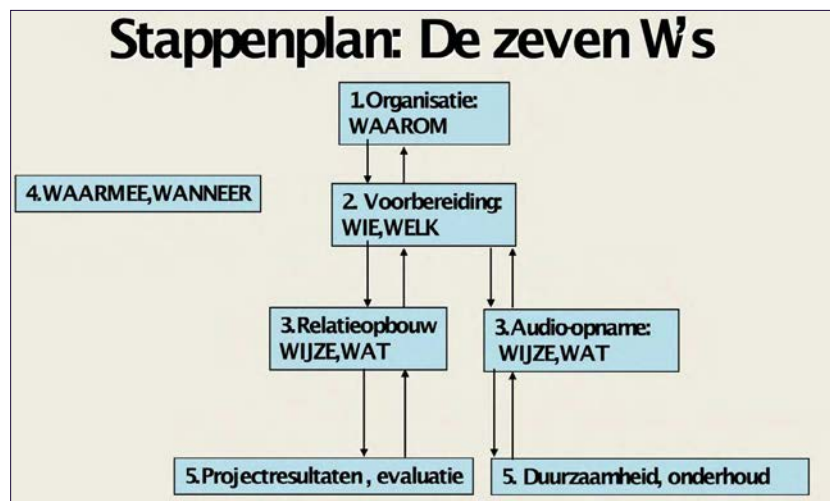 Stappenplan: De zeven W's
1.Organisatie:
WAAROM
4.WAARMEE,WANNEER
2. Voorbereiding:
WIE,WELK
3.Relatieopbouw
WIJZE,WAT
3.Audio-opname:
WIJZE,WAT
5.Projectresultaten , evaluatie
5. Duurzaamheid, onderhoud